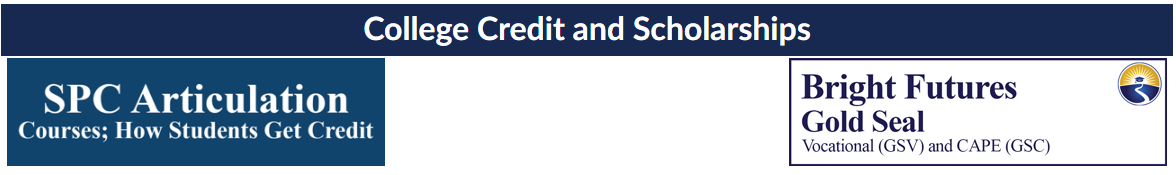 College Credit and Scholarships
SPC Articulation
Courses; How Students Get Credit
Bright Futures
Gold Seal
Vocational (GSV) and CAPE (GSC)